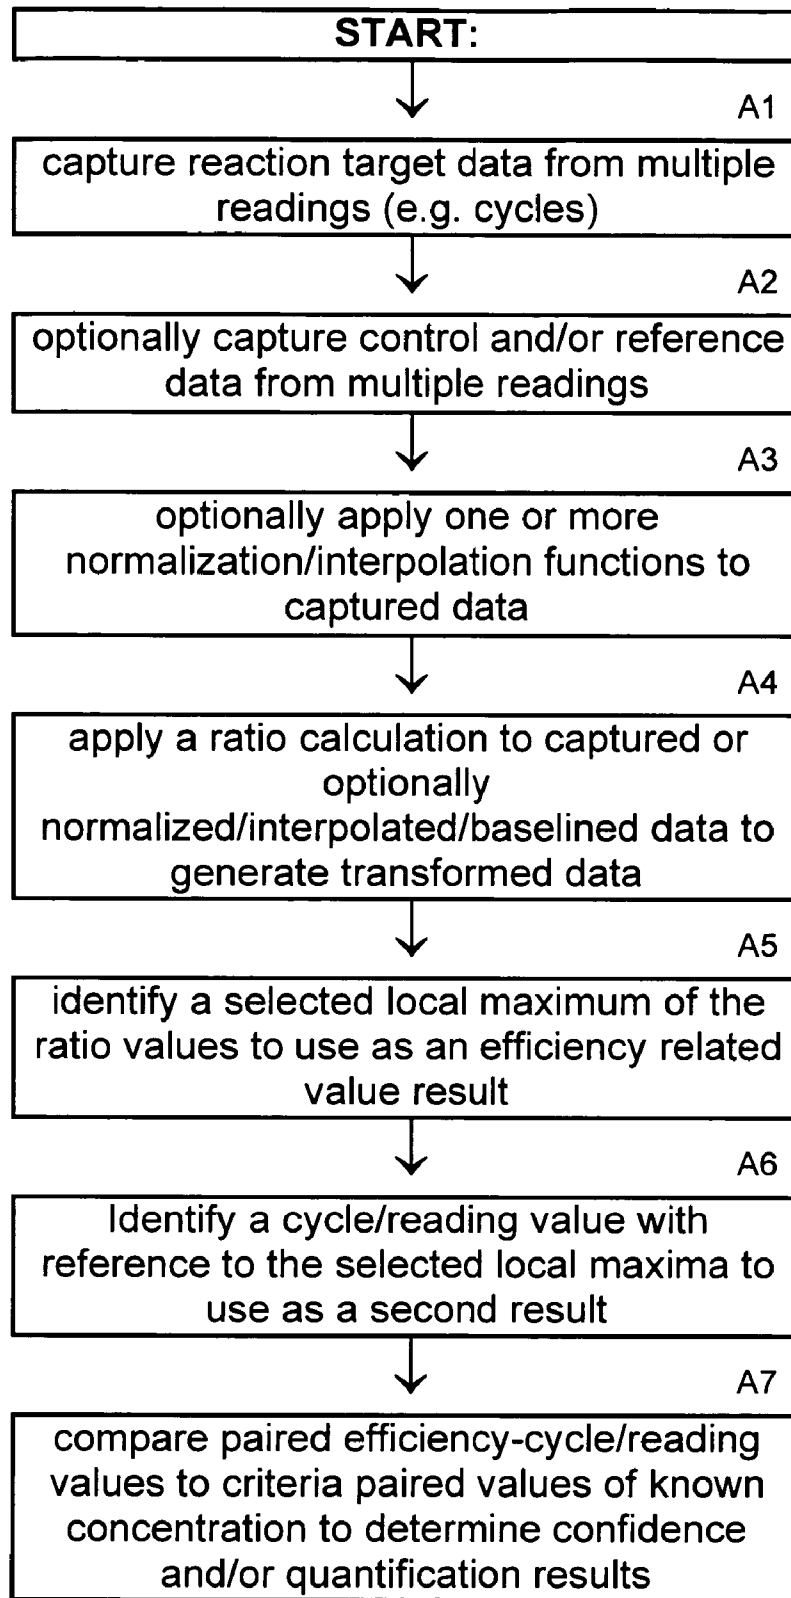 START:
A1
capture reaction target data from multiple
readings (e.g. cycles)
A2
optionally capture control and/or reference
data from multiple readings
A3
optionally apply one or more
normalization/interpolation functions to
captured data
A4
apply a ratio calculation to captured or
optionally
normalized/interpolated/baselined data to
generate transformed data
A5
identify a selected local maximum of the
ratio values to use as an efficiency related
value result
A6
Identify a cycle/reading value with
reference to the selected local maxima to
use as a second result
A7
compare paired efficiency-cycle/reading
values to criteria paired values of known
concentration to determine confidence
and/or quantification results